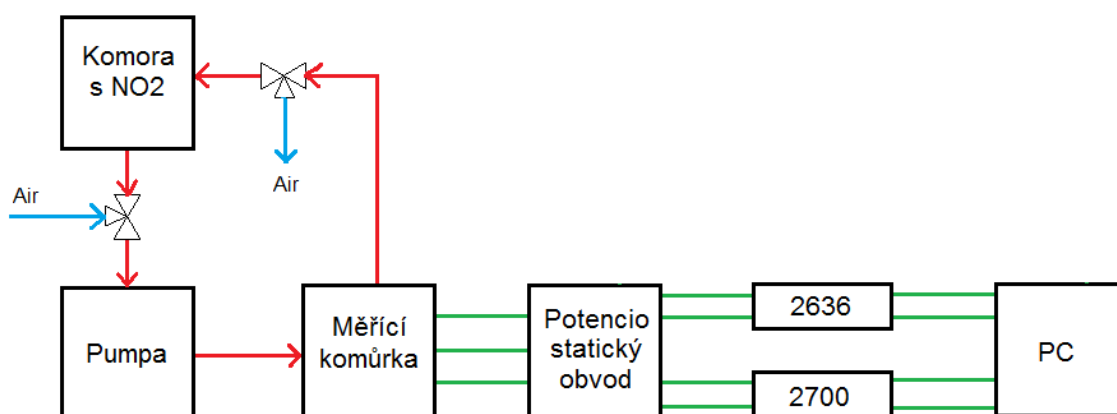 Komora
s NO2
Air
Air
Pumpa
Měřící
komůrka
Potencio
statický
obvod
2636
2700
PC